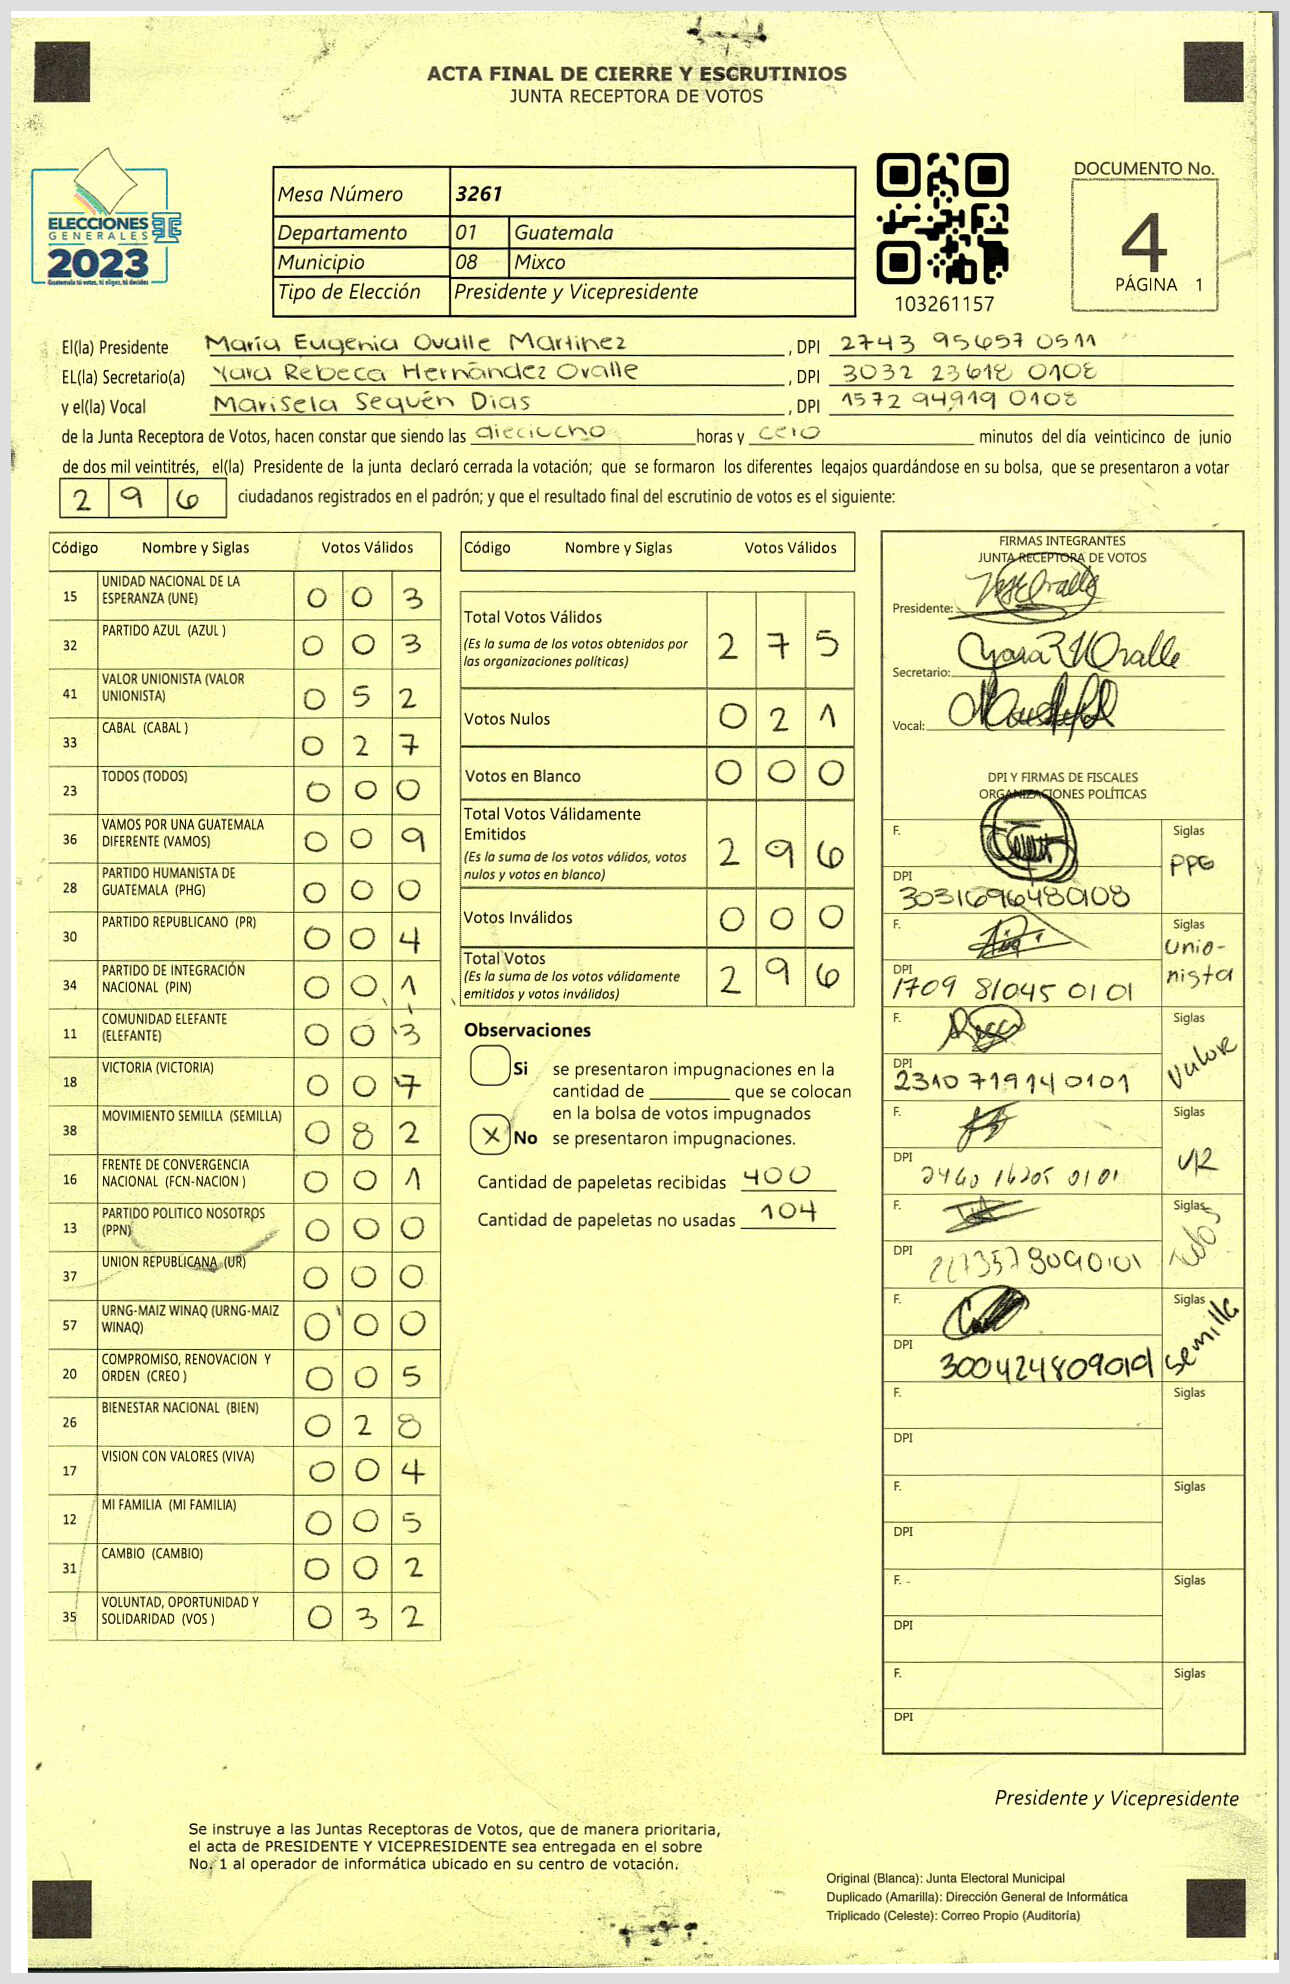 ACTA FINAL DE CIERRE Y ESCRUTINIOS
JUNTA RECEPTORA DE VOTOS
ELECCIONES
GENERALES
2023
Guatemala tú votas, tú eliges, tú decides
Mesa Número 3261
Departamento 01 Guatemala
Municipio 08 Mixco
Tipo de Elección Presidente y Vicepresidente
103261157
DOCUMENTO No.
4
PÁGINA 1
El(la) Presidente María Eugenia Ovalle Martinez, DPI 2743 95657 0511
EL(la) Secretario(a) Yara Rebeca Hernández Ovalle, DPI 3032 23618 0108
y el(la) Vocal Marisela Sequén Dias, DPI 1572 94919 0108
de la Junta Receptora de Votos, hacen constar que siendo las dieciocho horas y cero minutos del día veinticinco de junio
de dos mil veintitrés, el(la) Presidente de la junta declaró cerrada la votación; que se formaron los diferentes legajos guardándose en su bolsa, que se presentaron a votar
2 9 6 ciudadanos registrados en el padrón; y que el resultado final del escrutinio de votos es el siguiente:
Código Nombre y Siglas Votos Válidos
15 UNIDAD NACIONAL DE LA ESPERANZA (UNE) 0 0 3
32 PARTIDO AZUL (AZUL ) 0 0 3
41 VALOR UNIONISTA (VALOR UNIONISTA) 0 5 2
33 CABAL (CABAL ) 0 2 7
23 TODOS (TODOS) 0 0 0
36 VAMOS POR UNA GUATEMALA DIFERENTE (VAMOS) 0 0 9
28 PARTIDO HUMANISTA DE GUATEMALA (PHG) 0 0 0
30 PARTIDO REPUBLICANO (PR) 0 0 4
34 PARTIDO DE INTEGRACIÓN NACIONAL (PIN) 0 0 1
11 COMUNIDAD ELEFANTE (ELEFANTE) 0 0 3
18 VICTORIA (VICTORIA) 0 0 7
38 MOVIMIENTO SEMILLA (SEMILLA) 0 8 2
16 FRENTE DE CONVERGENCIA NACIONAL (FCN-NACION ) 0 0 1
13 PARTIDO POLITICO NOSOTROS (PPN) 0 0 0
37 UNION REPUBLICANA (UR) 0 0 0
57 URNG-MAIZ WINAQ (URNG-MAIZ WINAQ) 0 0 0
20 COMPROMISO, RENOVACION Y ORDEN (CREO ) 0 0 5
26 BIENESTAR NACIONAL (BIEN) 0 2 8
17 VISION CON VALORES (VIVA) 0 0 4
12 MI FAMILIA (MI FAMILIA) 0 0 5
31 CAMBIO (CAMBIO) 0 0 2
35 VOLUNTAD, OPORTUNIDAD Y SOLIDARIDAD (VOS ) 0 3 2
Código Nombre y Siglas Votos Válidos
Total Votos Válidos 2 7 5
(Es la suma de los votos obtenidos por
las organizaciones políticas)
Votos Nulos 0 2 1
Votos en Blanco 0 0 0
Total Votos Válidamente
Emitidos 2 9 6
(Es la suma de los votos válidos, votos
nulos y votos en blanco)
Votos Inválidos 0 0 0
Total Votos 2 9 6
(Es la suma de los votos válidamente
emitidos y votos inválidos)
Observaciones
Si se presentaron impugnaciones en la
cantidad de ________ que se colocan
en la bolsa de votos impugnados
X No se presentaron impugnaciones.
Cantidad de papeletas recibidas 400
Cantidad de papeletas no usadas 104
FIRMAS INTEGRANTES
JUNTA RECEPTORA DE VOTOS
Presidente:
Secretario:
Vocal:
DPI Y FIRMAS DE FISCALES
ORGANIZACIONES POLÍTICAS
F. Siglas PPG
DPI 3031696480108
F. Siglas Unio-
nista
DPI 1709 81045 0101
F. Siglas Valor
DPI 2310719140101
F. Siglas UR
DPI 2460 16205 0101
F. Siglas Todos
DPI
F. Siglas Semilla
DPI
F. Siglas
DPI
F. Siglas
DPI
F. Siglas
DPI
F. Siglas
DPI
Presidente y Vicepresidente
Se instruye a las Juntas Receptoras de Votos, que de manera prioritaria,
el acta de PRESIDENTE Y VICEPRESIDENTE sea entregada en el sobre
No. 1 al operador de informática ubicado en su centro de votación.
Original (Blanca): Junta Electoral Municipal
Duplicado (Amarilla): Dirección General de Informática
Triplicado (Celeste): Correo Propio (Auditoría)